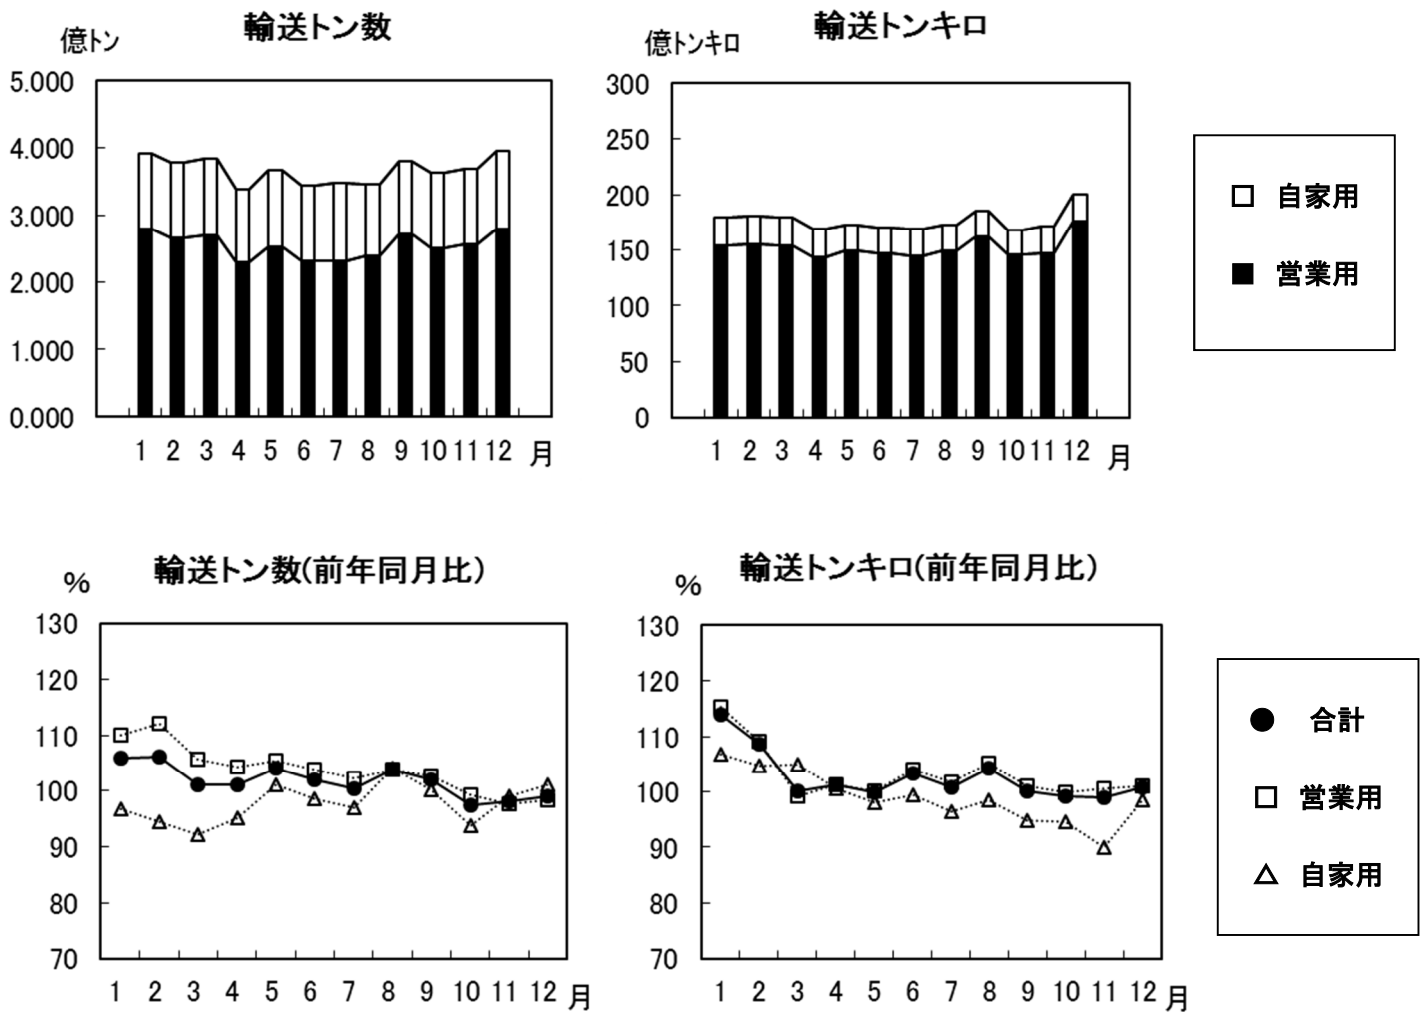 輸送トン数
億トン
5.000
4.000
3.000
2.000
1.000
0.000
1 2 3 4 5 6 7 8 9 10 11 12 月
輸送トンキロ
億トンキロ
300
250
200
150
100
50
0
1 2 3 4 5 6 7 8 9 10 11 12 月
自家用
営業用
輸送トン数(前年同月比)
%
130
120
110
100
90
80
70
1 2 3 4 5 6 7 8 9 10 11 12 月
輸送トンキロ(前年同月比)
%
130
120
110
100
90
80
70
1 2 3 4 5 6 7 8 9 10 11 12 月
合計
営業用
自家用